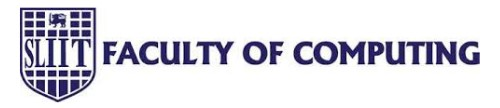 SLIIT FACULTY OF COMPUTING